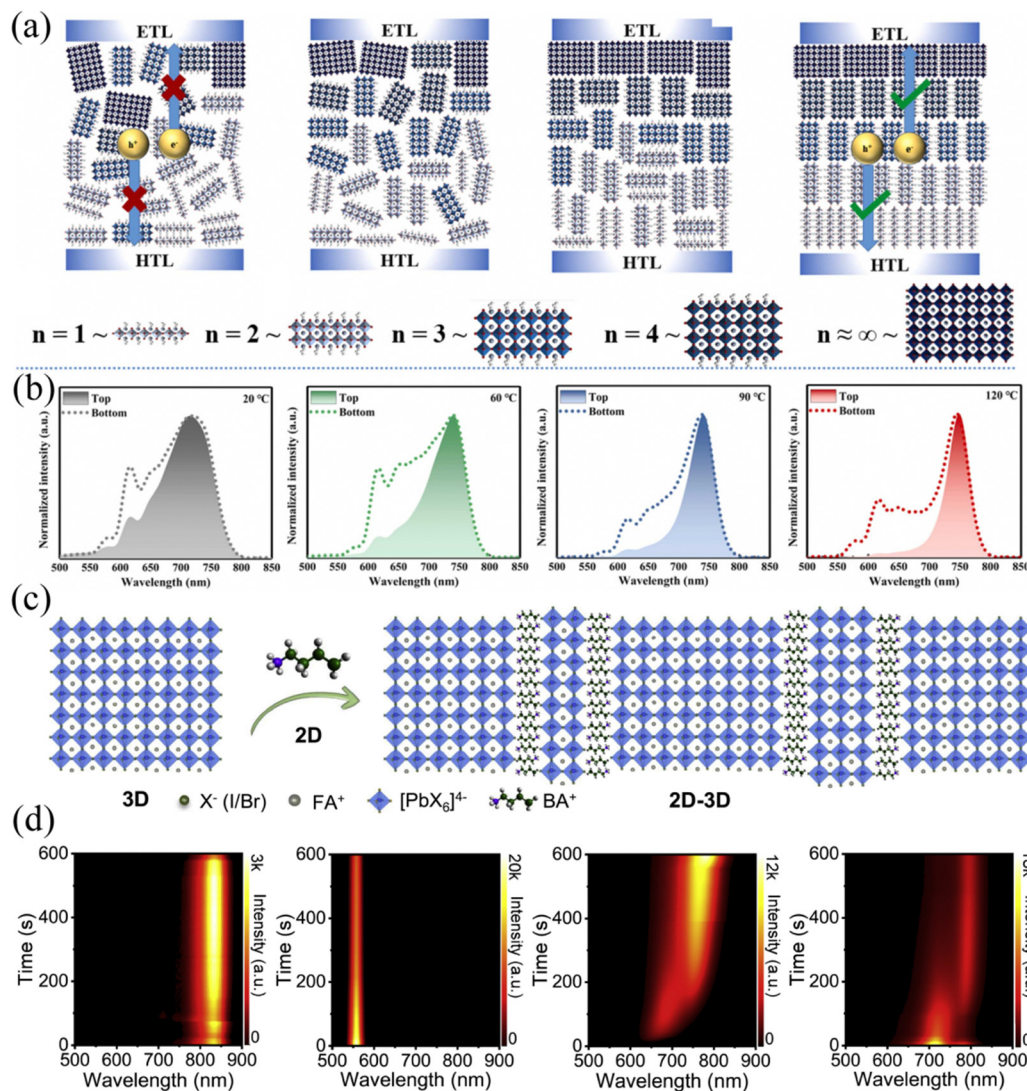 (a)
ETL ETL ETL ETL
h⁺ e⁻ h⁺ e⁻
HTL HTL HTL HTL
n = 1 ~ n = 2 ~ n = 3 ~ n = 4 ~ n ≈ ∞ ~
(b)
Top 20 °C
Bottom
Normalized intensity (a.u.)
500 550 600 650 700 750 800 850
Wavelength (nm)
Top 60 °C
Bottom
Normalized intensity (a.u.)
500 550 600 650 700 750 800 850
Wavelength (nm)
Top 90 °C
Bottom
Normalized intensity (a.u.)
500 550 600 650 700 750 800 850
Wavelength (nm)
Top 120 °C
Bottom
Normalized intensity (a.u.)
500 550 600 650 700 750 800 850
Wavelength (nm)
(c)
2D
3D
X⁻ (I/Br) FA⁺ [PbX₆]⁴⁻ BA⁺
2D-3D
(d)
600
400
200
0
Time (s)
500 600 700 800 900
Wavelength (nm)
3k
Intensity (a.u.)
0
600
400
200
0
Time (s)
500 600 700 800 900
Wavelength (nm)
20k
Intensity (a.u.)
0
600
400
200
0
Time (s)
500 600 700 800 900
Wavelength (nm)
12k
Intensity (a.u.)
0
600
400
200
0
Time (s)
500 600 700 800 900
Wavelength (nm)